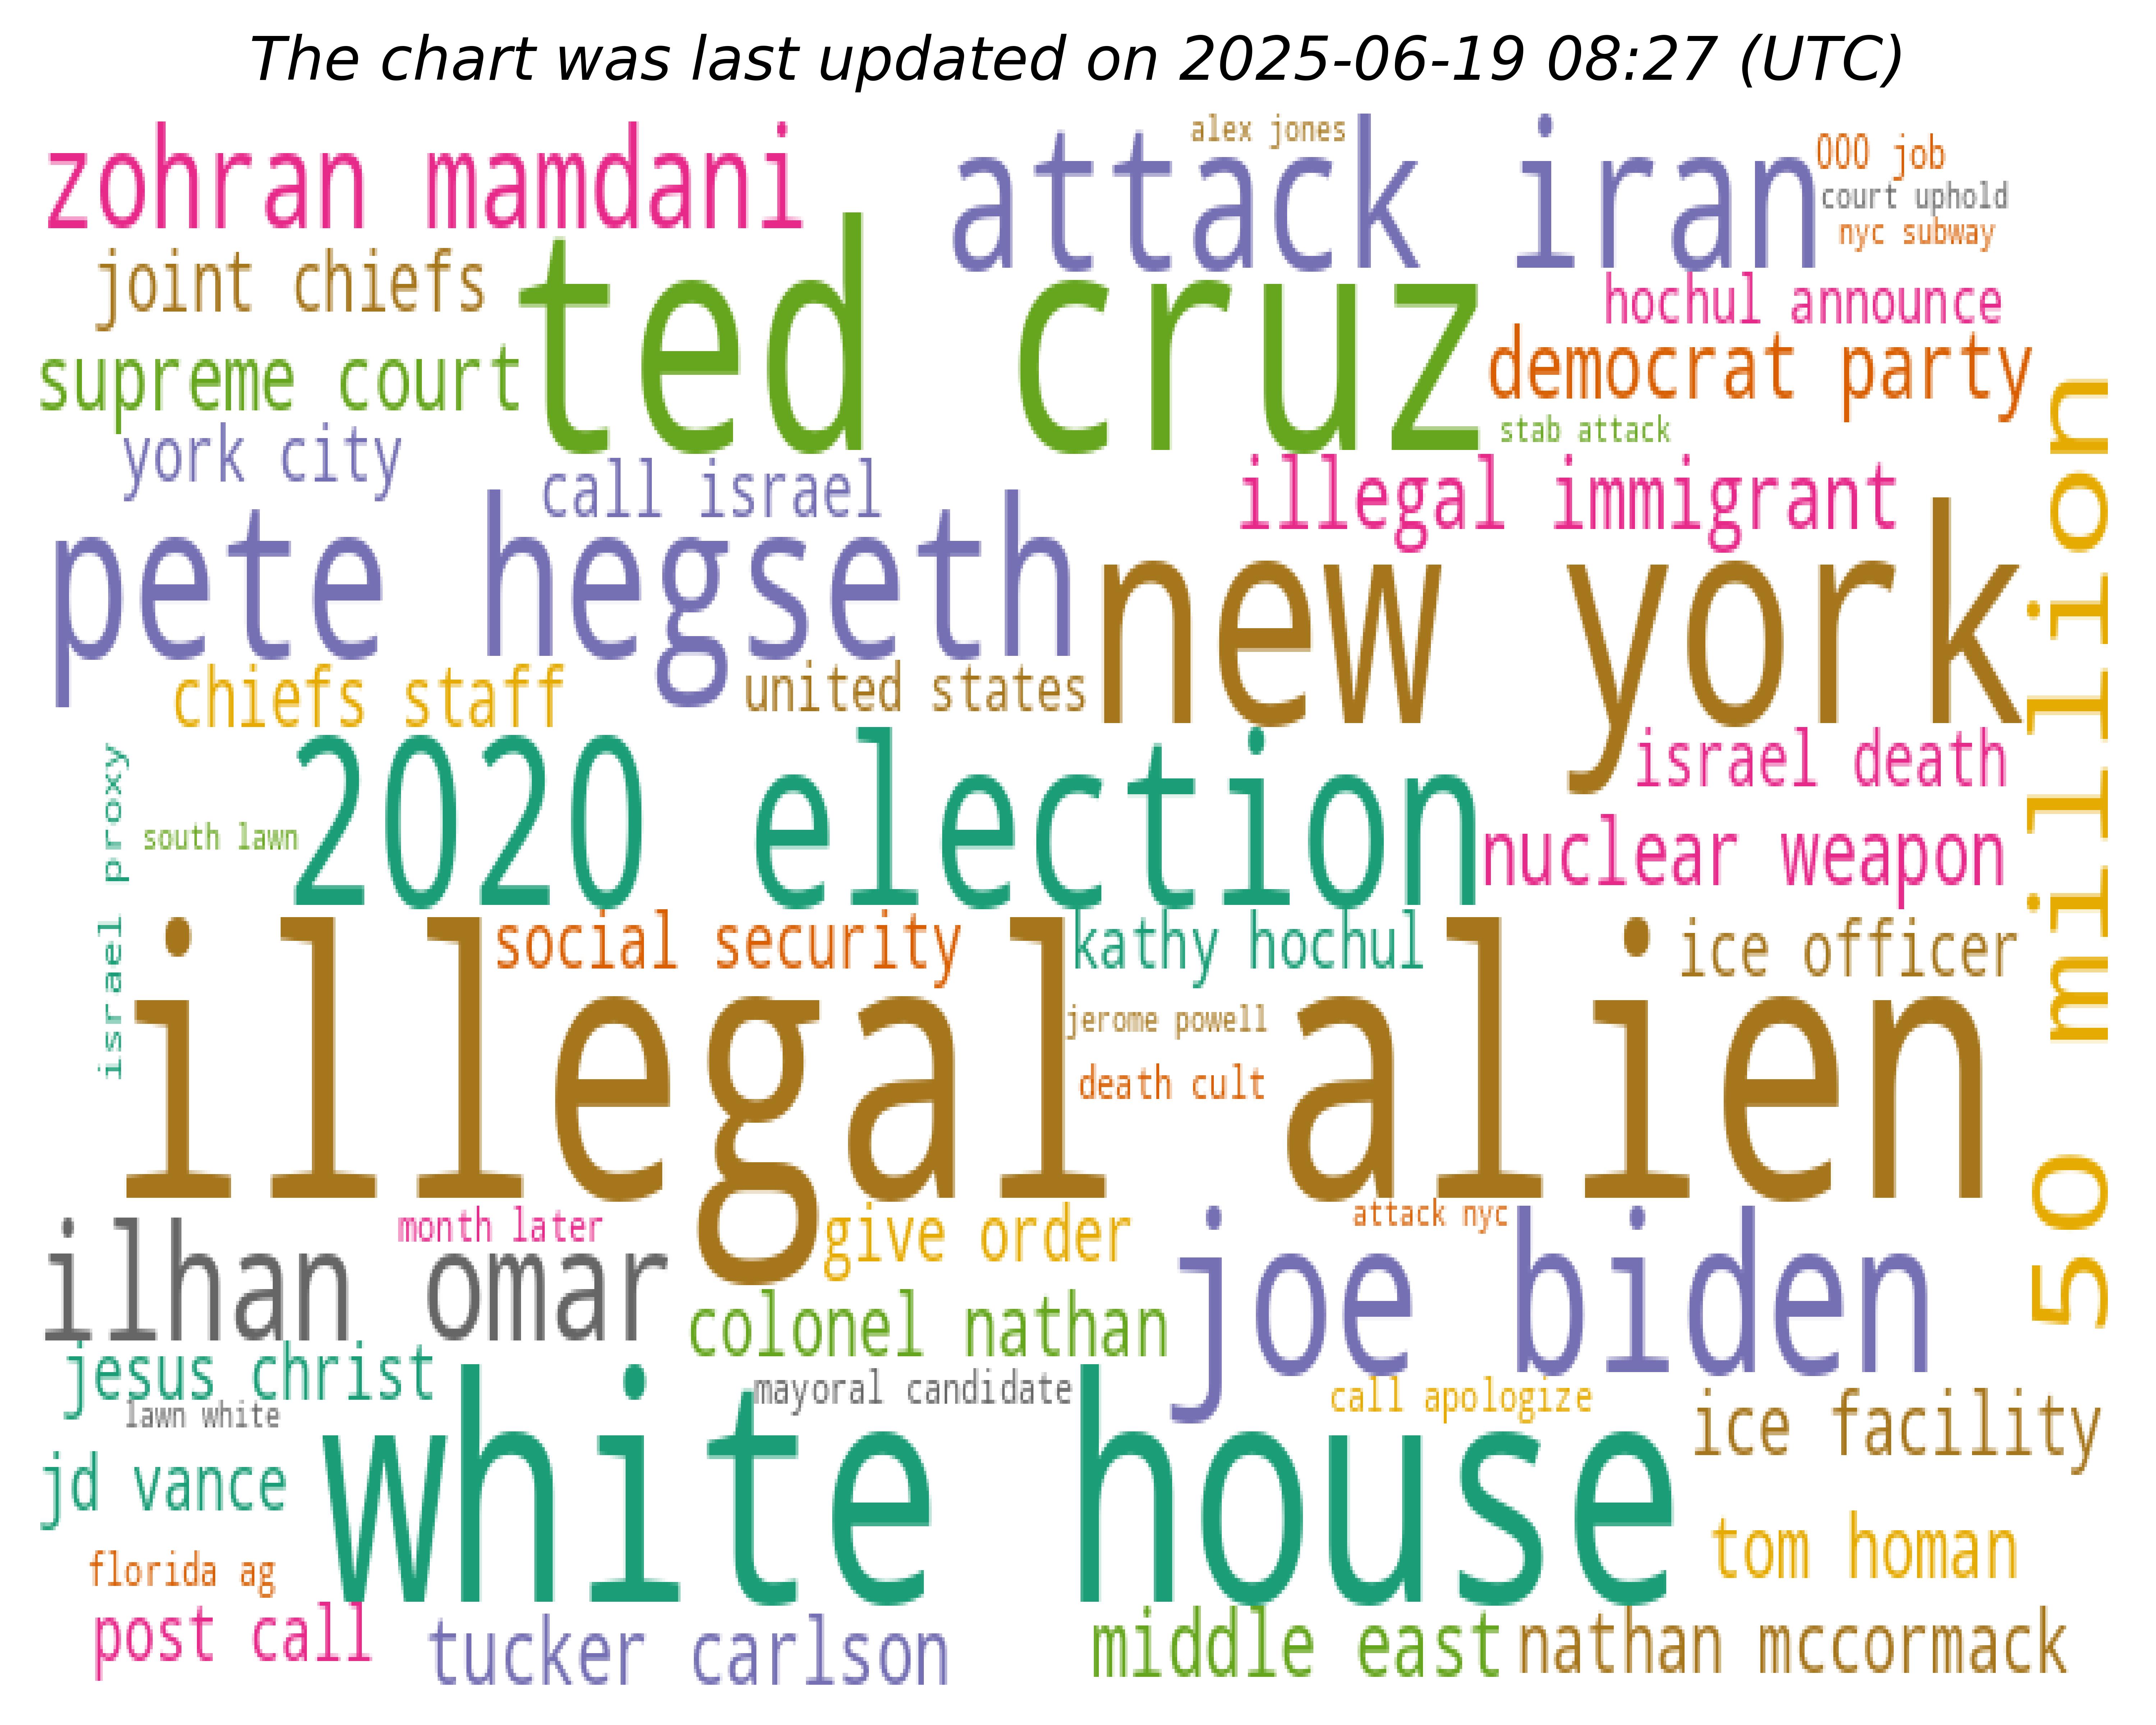 The chart was last updated on 2025-06-19 08:27 (UTC)
alex jones
zohran mamdani
attack iran
000 job
court uphold
nyc subway
joint chiefs
ted cruz
hochul announce
supreme court
democrat party
stab attack
york city
call israel
illegal immigrant
pete hegseth
new york
50 million
chiefs staff
united states
2020 election
israel death
israel proxy
south lawn
nuclear weapon
social security
kathy hochul
ice officer
illegal alien
jerome powell
death cult
month later
give order
attack nyc
ilhan omar
joe biden
colonel nathan
jesus christ
mayoral candidate
call apologize
lawn white
ice facility
jd vance
white house
tom homan
florida ag
post call
tucker carlson
middle east
nathan mccormack